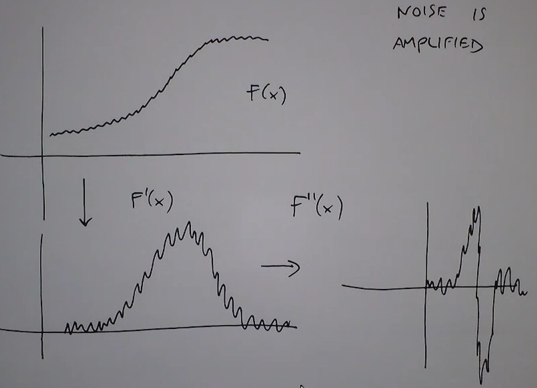 NOISE IS
AMPLIFIED
F(x)
F'(x)
F''(x)